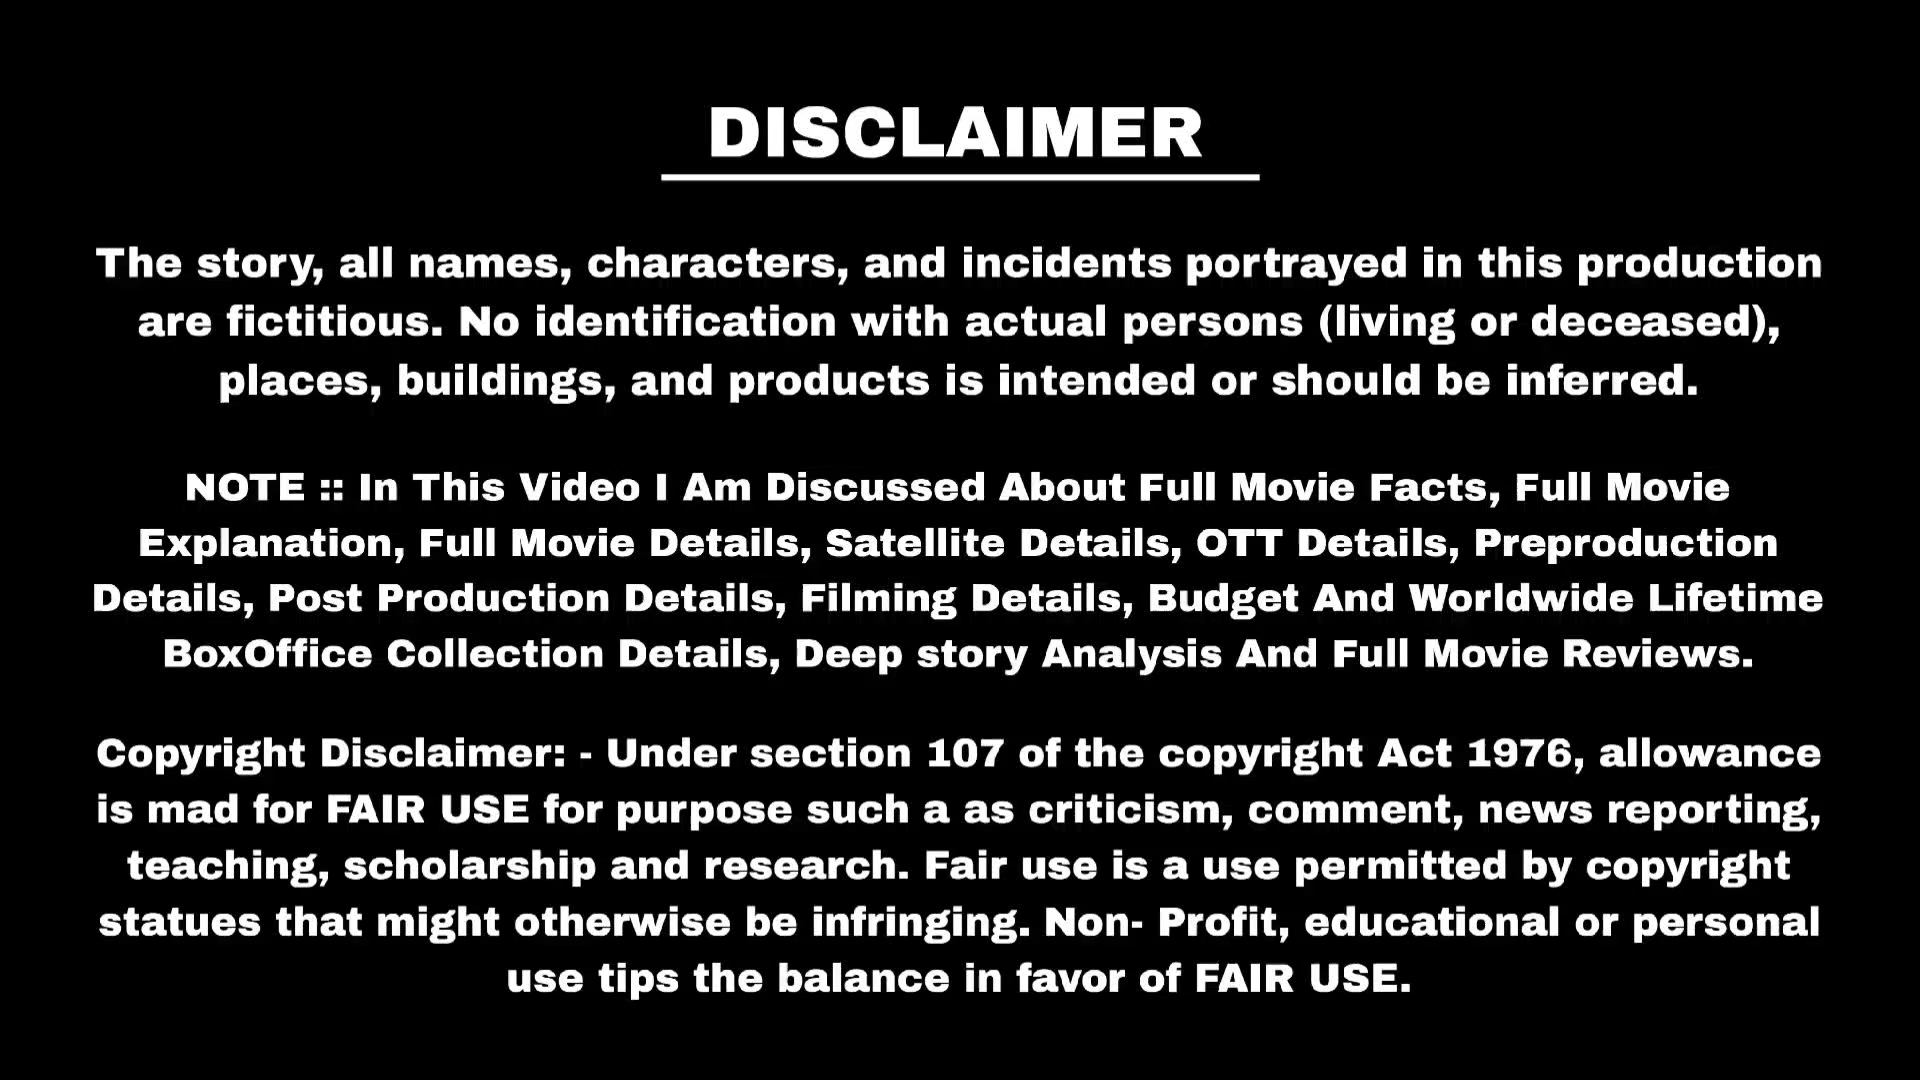 DISCLAIMER
The story, all names, characters, and incidents portrayed in this production
are fictitious. No identification with actual persons (living or deceased),
places, buildings, and products is intended or should be inferred.
NOTE :: In This Video I Am Discussed About Full Movie Facts, Full Movie
Explanation, Full Movie Details, Satellite Details, OTT Details, Preproduction
Details, Post Production Details, Filming Details, Budget And Worldwide Lifetime
BoxOffice Collection Details, Deep story Analysis And Full Movie Reviews.
Copyright Disclaimer: - Under section 107 of the copyright Act 1976, allowance
is mad for FAIR USE for purpose such a as criticism, comment, news reporting,
teaching, scholarship and research. Fair use is a use permitted by copyright
statues that might otherwise be infringing. Non- Profit, educational or personal
use tips the balance in favor of FAIR USE.